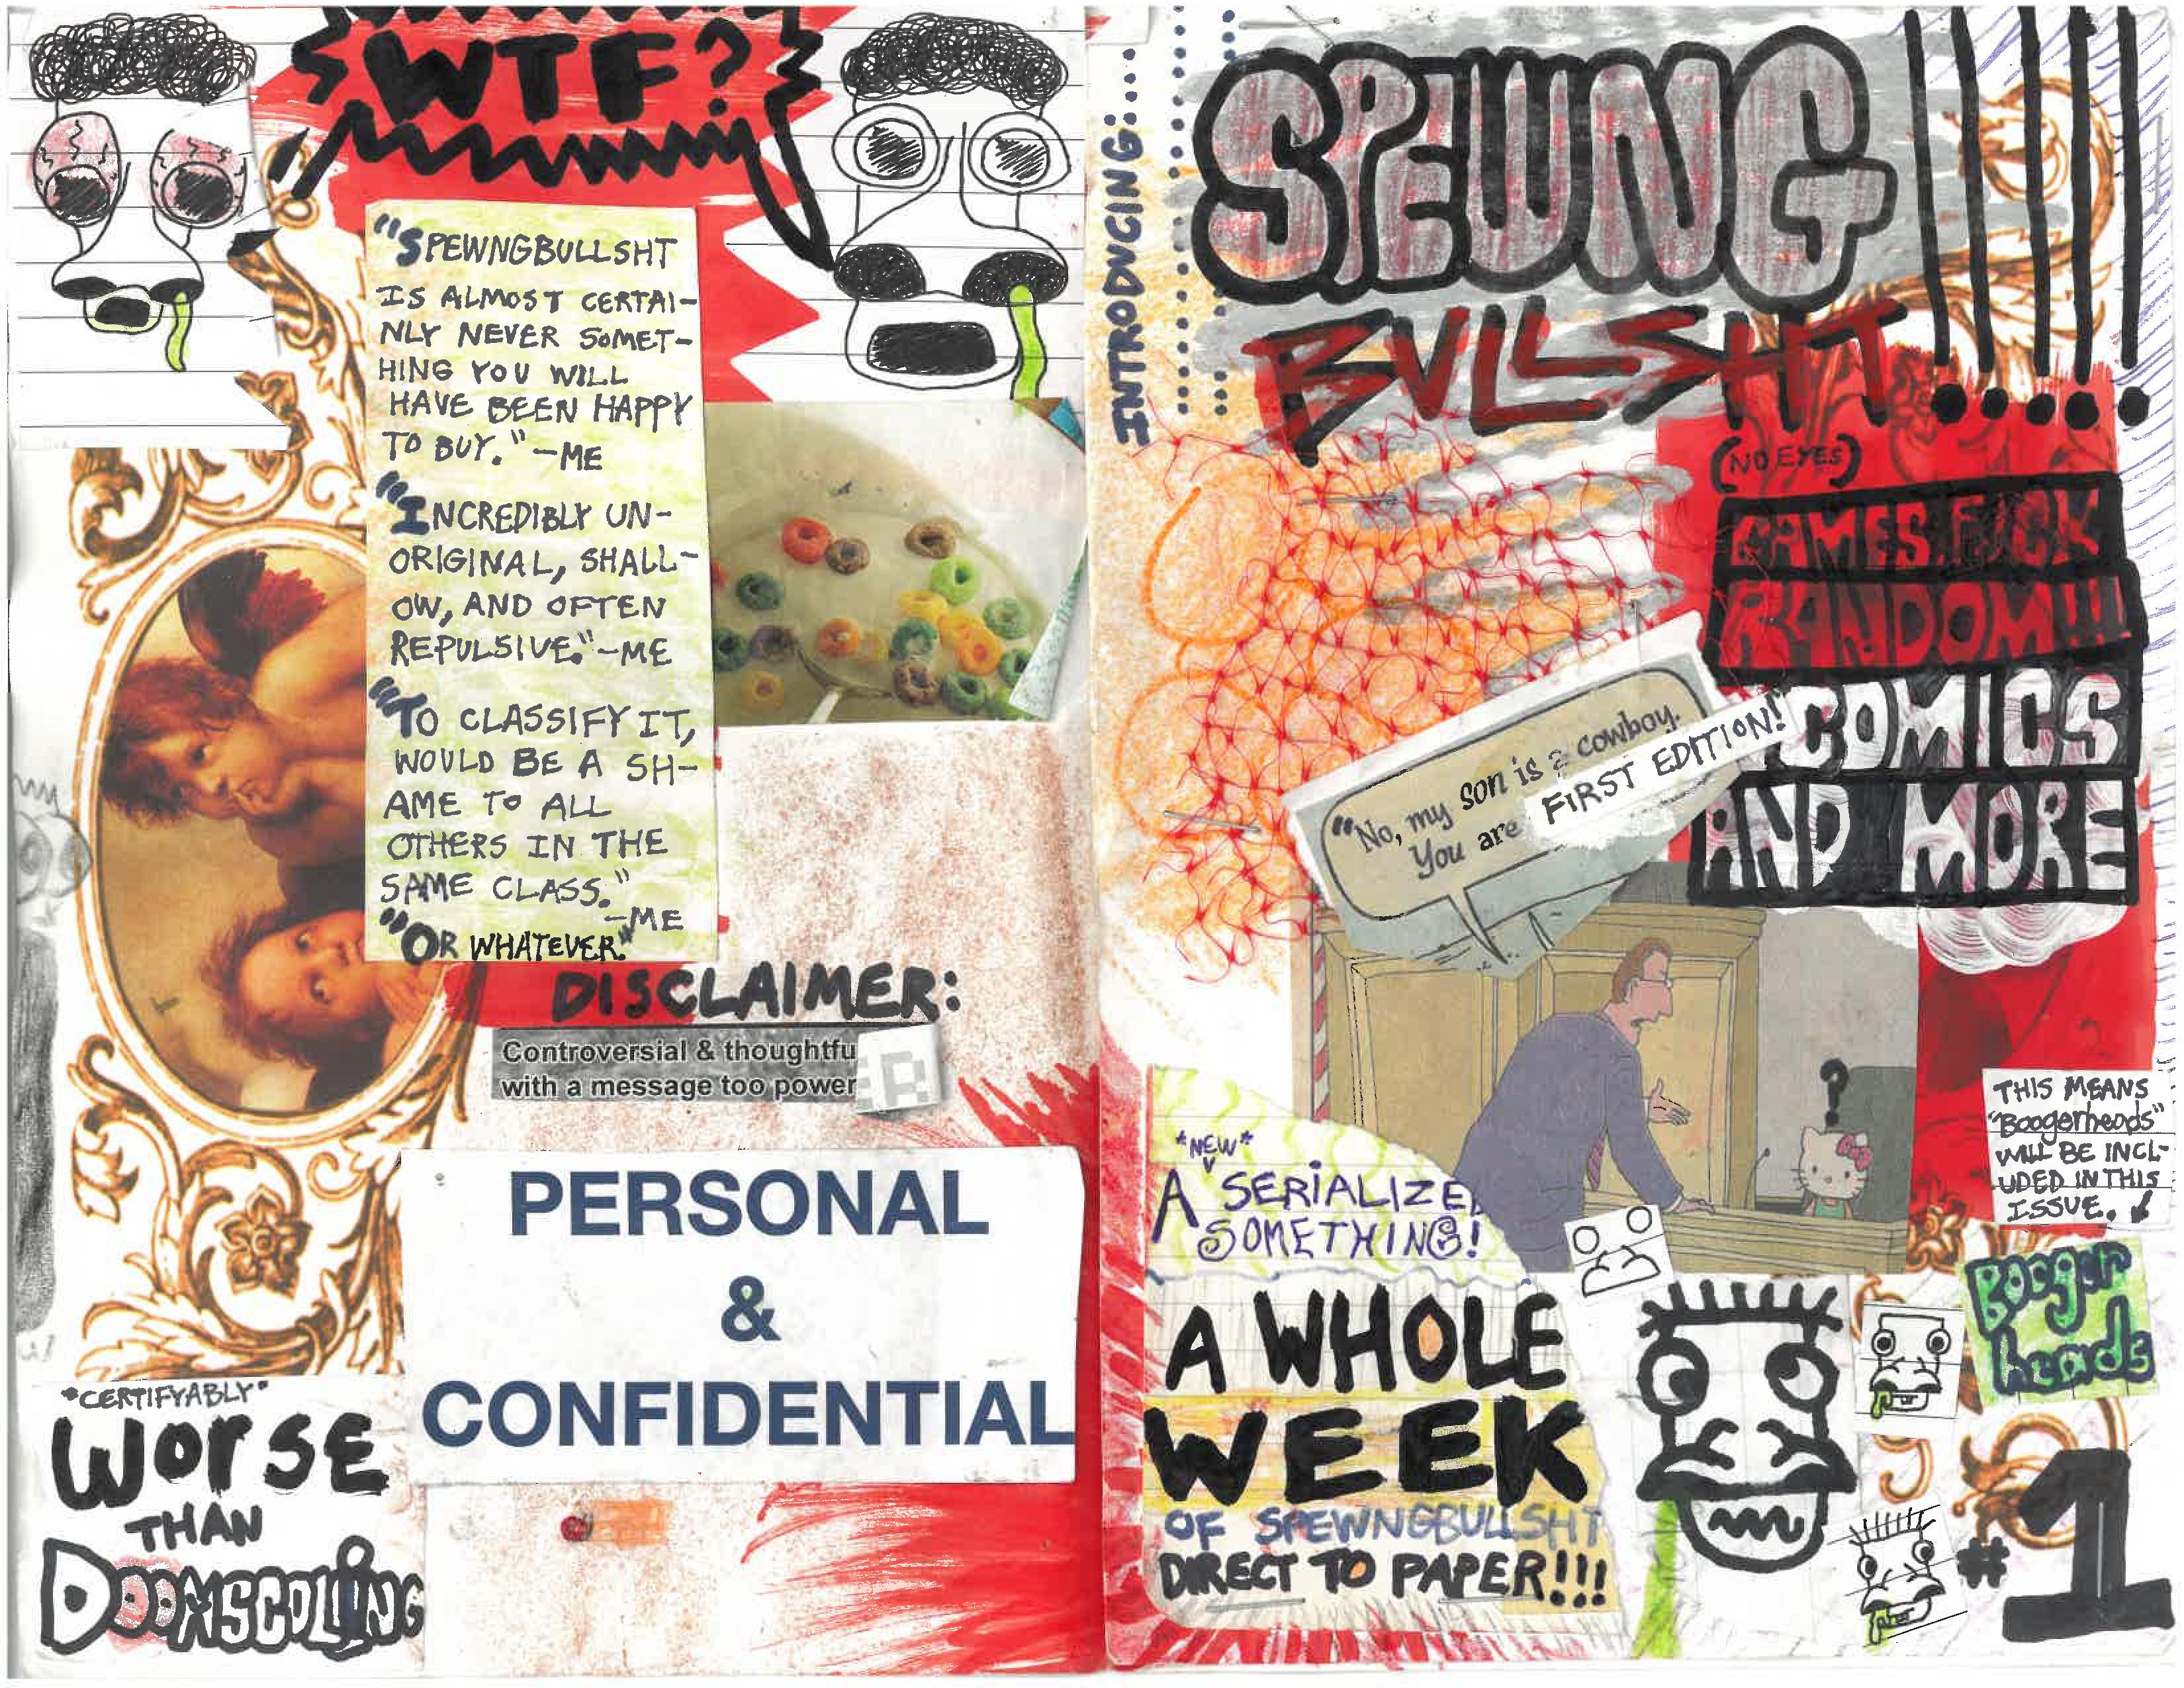 WTF?
"SPEWNGBULLSHT
IS ALMOST CERTAI-
NLY NEVER SOMET-
HING YOU WILL
HAVE BEEN HAPPY
TO BUY." -ME
"INCREDIBLY UN-
ORIGINAL, SHALL-
OW, AND OFTEN
REPULSIVE." -ME
"TO CLASSIFY IT,
WOULD BE A SH-
AME TO ALL
OTHERS IN THE
SAME CLASS."
-ME
"OR WHATEVER."
DISCLAIMER:
Controversial & thoughtfu
with a message too power
PERSONAL
&
CONFIDENTIAL
*CERTIFYABLY*
WorSE
THAN
DOOMSCOLLING
INTRODUCING:...
SPEWNG
BULLSHT
!!!!!
(NO EYES)
GAMES, F
RANDOM!!!
COMICS
AND MORE
"No, my son is a cowboy.
You are FIRST EDITION!
?
THIS MEANS
"Boogerheads"
WILL BE INCL-
UDED IN THIS
ISSUE.
*NEW*
A SERIALIZED
SOMETHING!
A WHOLE
WEEK
OF SPEWNGBULLSHT
DIRECT TO PAPER!!!
Booger
heads
#1